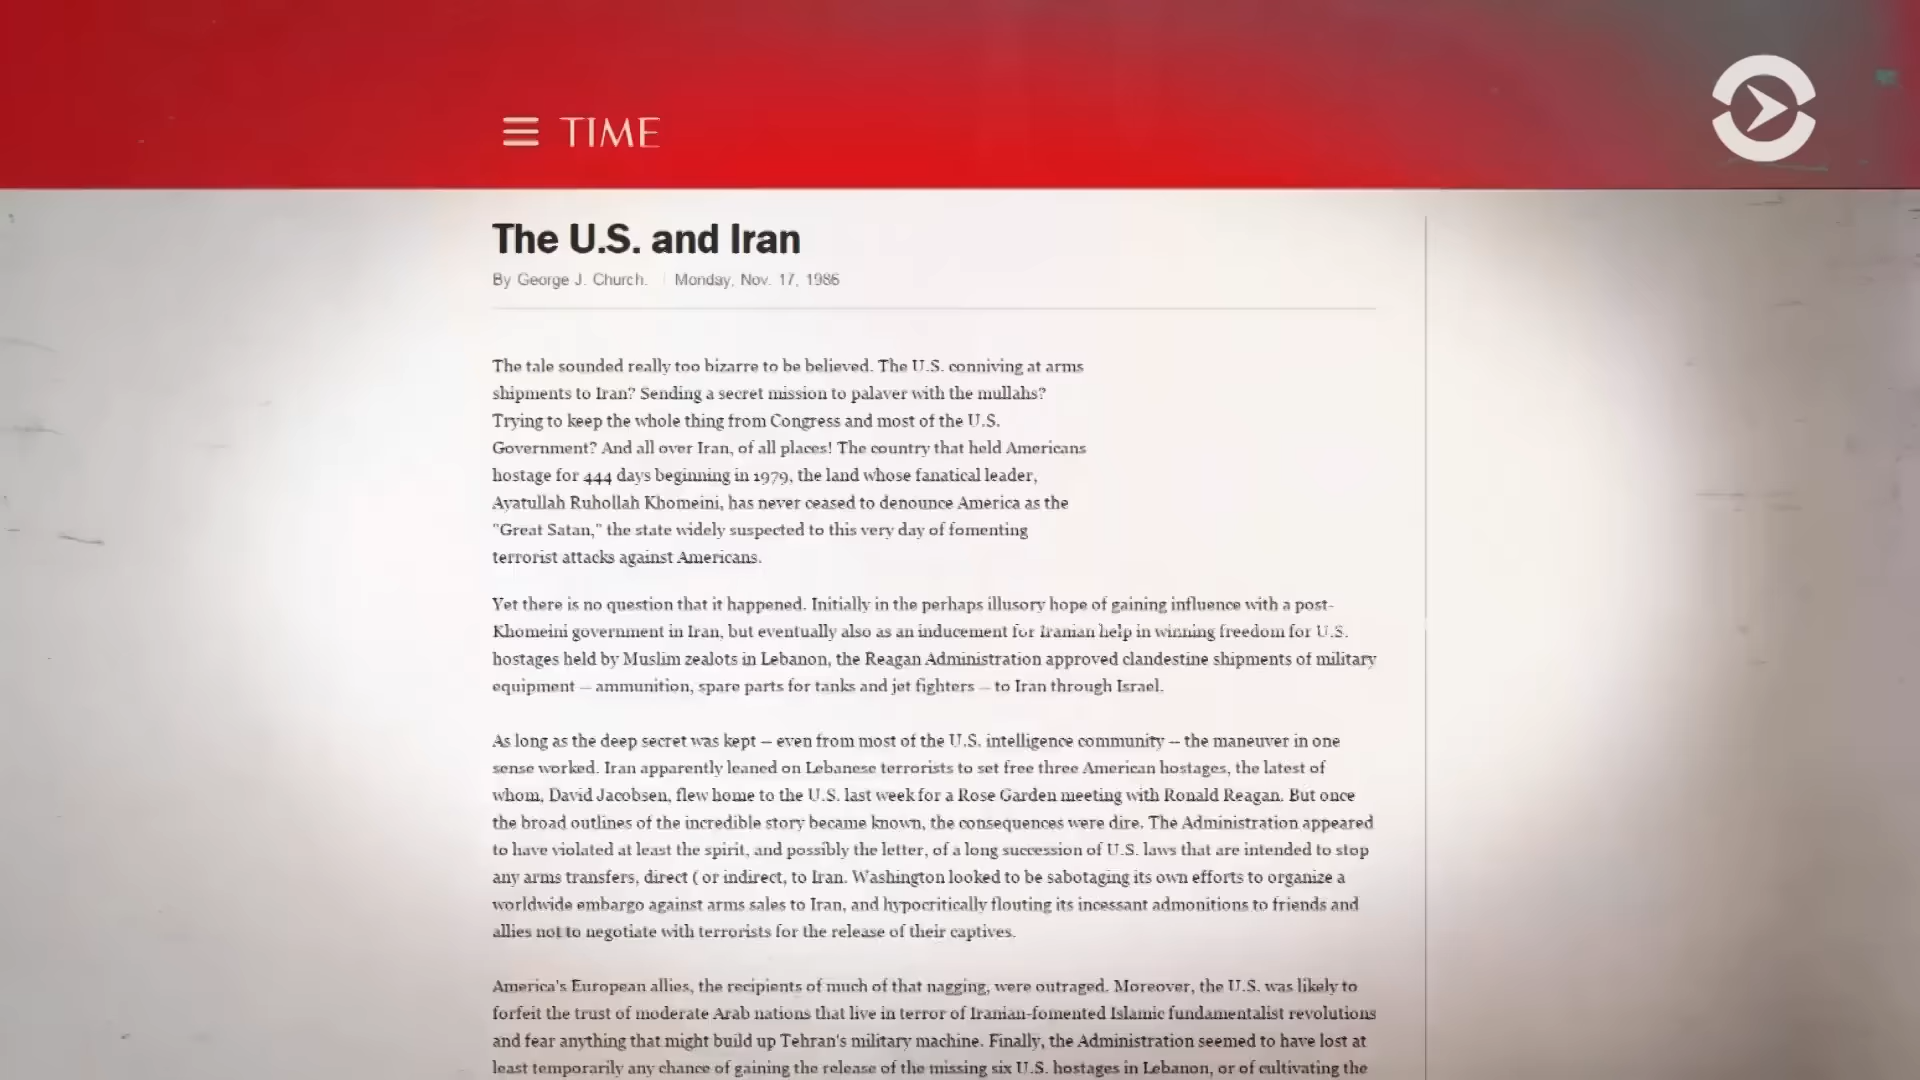 TIME
The U.S. and Iran
By George J. Church. Monday, Nov. 17, 1986
The tale sounded really too bizarre to be believed. The U.S. conniving at arms
shipments to Iran? Sending a secret mission to palaver with the mullahs?
Trying to keep the whole thing from Congress and most of the U.S.
Government? And all over Iran, of all places! The country that held Americans
hostage for 444 days beginning in 1979, the land whose fanatical leader,
Ayatullah Ruhollah Khomeini, has never ceased to denounce America as the
"Great Satan," the state widely suspected to this very day of fomenting
terrorist attacks against Americans.
Yet there is no question that it happened. Initially in the perhaps illusory hope of gaining influence with a post-
Khomeini government in Iran, but eventually also as an inducement for Iranian help in winning freedom for U.S.
hostages held by Muslim zealots in Lebanon, the Reagan Administration approved clandestine shipments of military
equipment -- ammunition, spare parts for tanks and jet fighters -- to Iran through Israel.
As long as the deep secret was kept -- even from most of the U.S. intelligence community -- the maneuver in one
sense worked. Iran apparently leaned on Lebanese terrorists to set free three American hostages, the latest of
whom, David Jacobsen, flew home to the U.S. last week for a Rose Garden meeting with Ronald Reagan. But once
the broad outlines of the incredible story became known, the consequences were dire. The Administration appeared
to have violated at least the spirit, and possibly the letter, of a long succession of U.S. laws that are intended to stop
any arms transfers, direct ( or indirect, to Iran. Washington looked to be sabotaging its own efforts to organize a
worldwide embargo against arms sales to Iran, and hypocritically flouting its incessant admonitions to friends and
allies not to negotiate with terrorists for the release of their captives.
America's European allies, the recipients of much of that nagging, were outraged. Moreover, the U.S. was likely to
forfeit the trust of moderate Arab nations that live in terror of Iranian-fomented Islamic fundamentalist revolutions
and fear anything that might build up Tehran's military machine. Finally, the Administration seemed to have lost at
least temporarily any chance of gaining the release of the missing six U.S. hostages in Lebanon, or of cultivating the